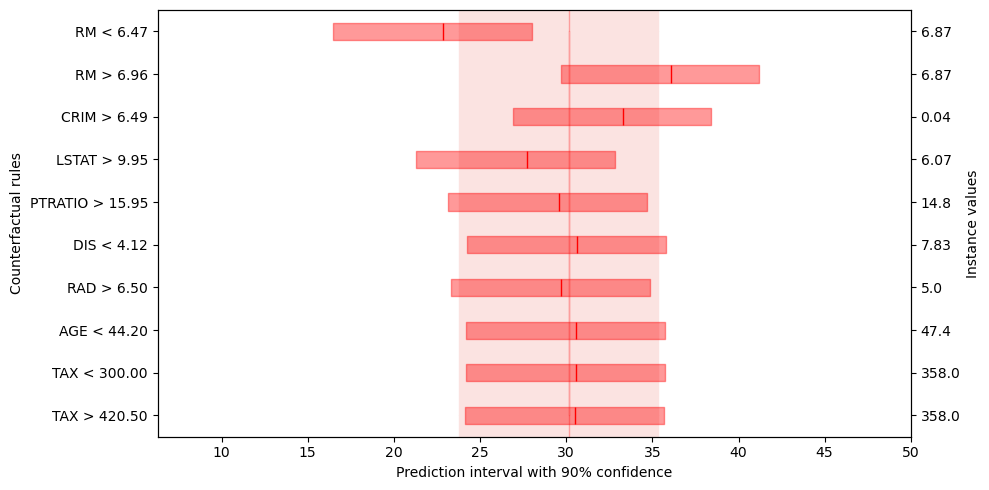 RM < 6.47 6.87
RM > 6.96 6.87
CRIM > 6.49 0.04
LSTAT > 9.95 6.07
PTRATIO > 15.95 14.8
DIS < 4.12 7.83
RAD > 6.50 5.0
AGE < 44.20 47.4
TAX < 300.00 358.0
TAX > 420.50 358.0
Counterfactual rules
Instance values
10 15 20 25 30 35 40 45 50
Prediction interval with 90% confidence